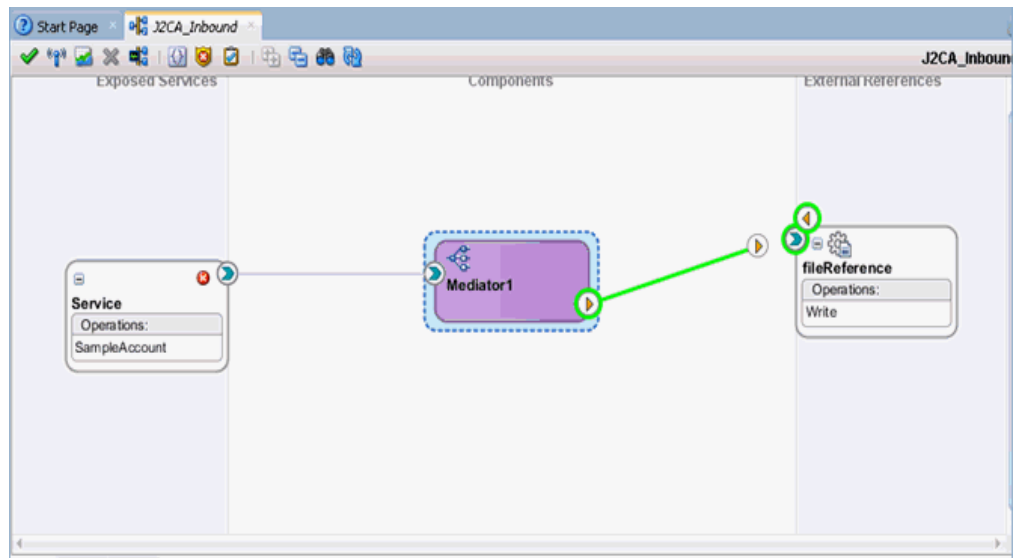 Start Page
J2CA_Inbound
J2CA_Inboun
Exposed Services
Components
External References
Service
Operations:
SampleAccount
Mediator1
fileReference
Operations:
Write